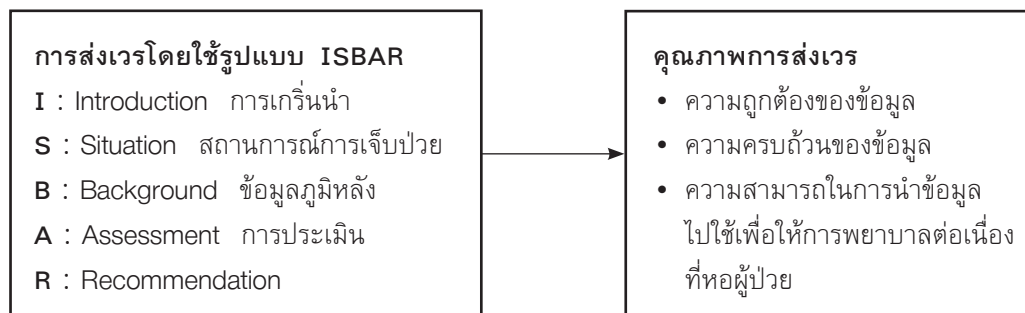 การส่งเวรโดยใช้รูปแบบ ISBAR
I : Introduction การเกริ่นนำ
S : Situation สถานการณ์การเจ็บป่วย
B : Background ข้อมูลภูมิหลัง
A : Assessment การประเมิน
R : Recommendation
คุณภาพการส่งเวร
• ความถูกต้องของข้อมูล
• ความครบถ้วนของข้อมูล
• ความสามารถในการนำข้อมูล
ไปใช้เพื่อให้การพยาบาลต่อเนื่อง
ที่หอผู้ป่วย